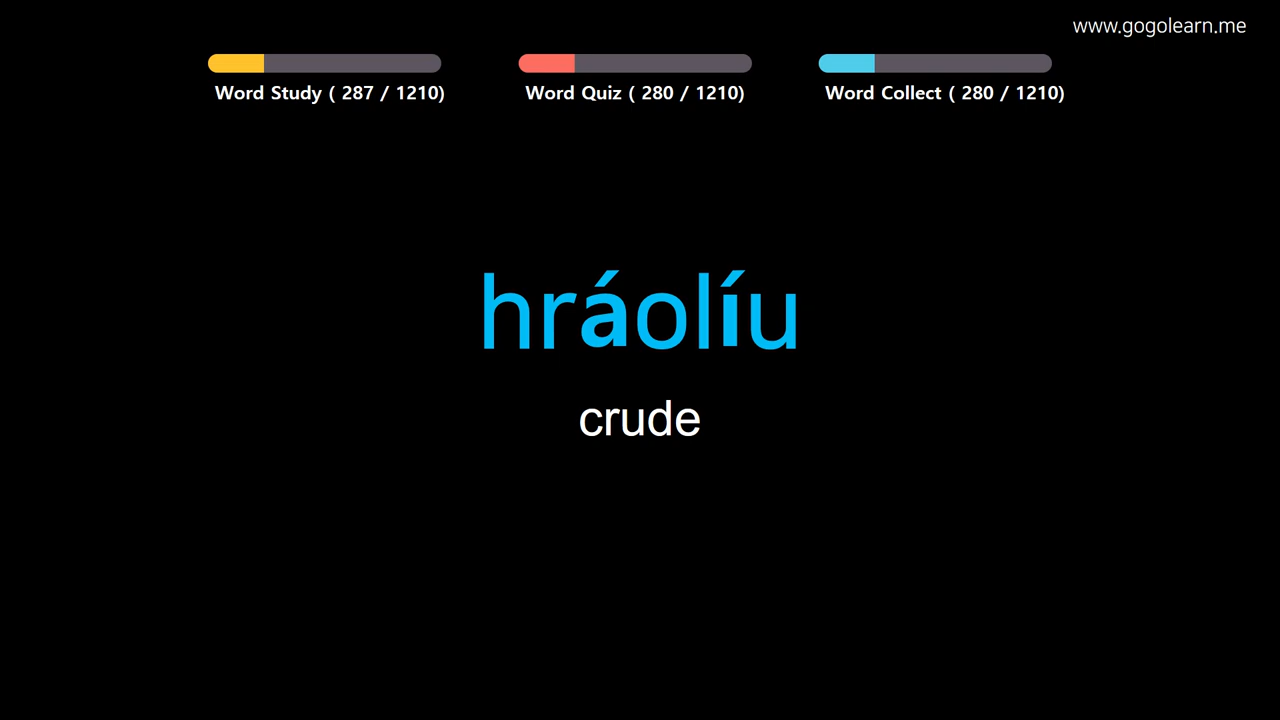 www.gogolearn.me
Word Study ( 287 / 1210)
Word Quiz ( 280 / 1210)
Word Collect ( 280 / 1210)
hráolíu
crude